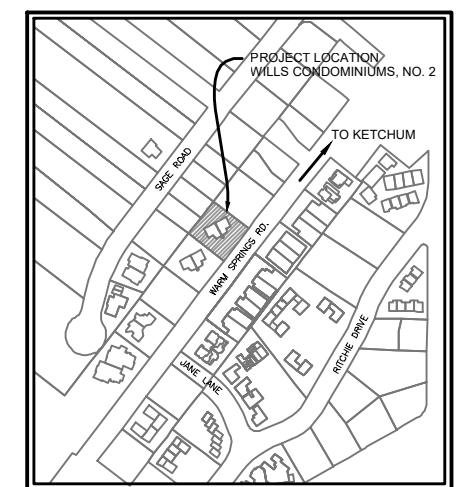 PROJECT LOCATION
WILLS CONDOMINIUMS, NO. 2
TO KETCHUM
SAGE ROAD
WARM SPRINGS RD.
JANE LANE
RITCHIE DRIVE